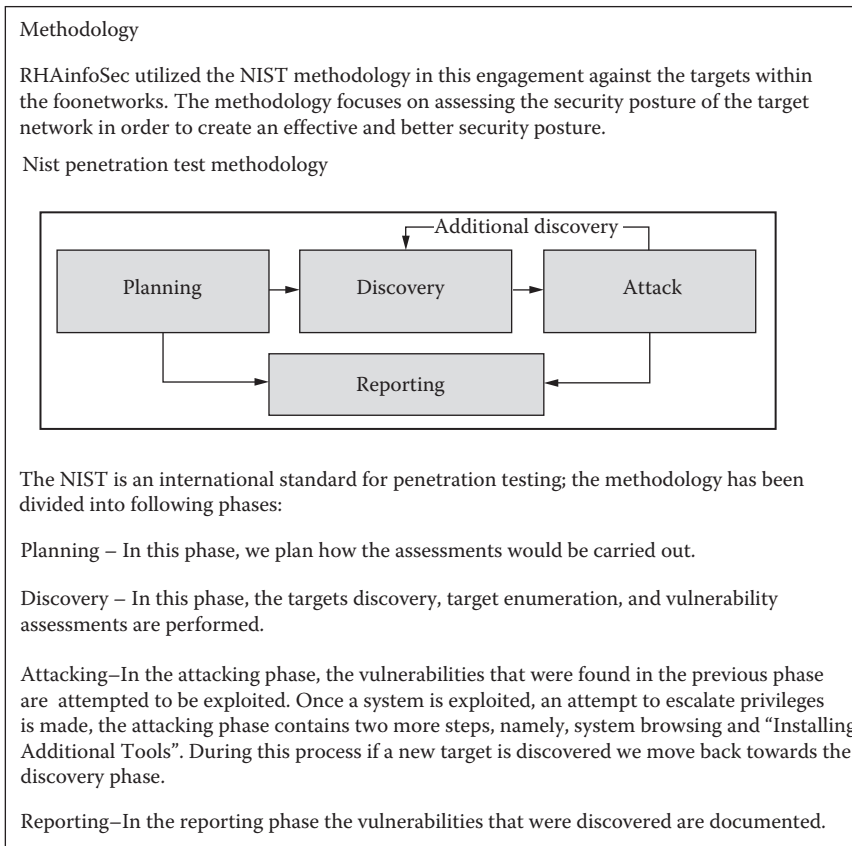 Methodology
RHAinfoSec utilized the NIST methodology in this engagement against the targets within
the foonetworks. The methodology focuses on assessing the security posture of the target
network in order to create an effective and better security posture.
Nist penetration test methodology
Additional discovery
Planning
Discovery
Attack
Reporting
The NIST is an international standard for penetration testing; the methodology has been
divided into following phases:
Planning – In this phase, we plan how the assessments would be carried out.
Discovery – In this phase, the targets discovery, target enumeration, and vulnerability
assessments are performed.
Attacking–In the attacking phase, the vulnerabilities that were found in the previous phase
are attempted to be exploited. Once a system is exploited, an attempt to escalate privileges
is made, the attacking phase contains two more steps, namely, system browsing and “Installing
Additional Tools”. During this process if a new target is discovered we move back towards the
discovery phase.
Reporting–In the reporting phase the vulnerabilities that were discovered are documented.